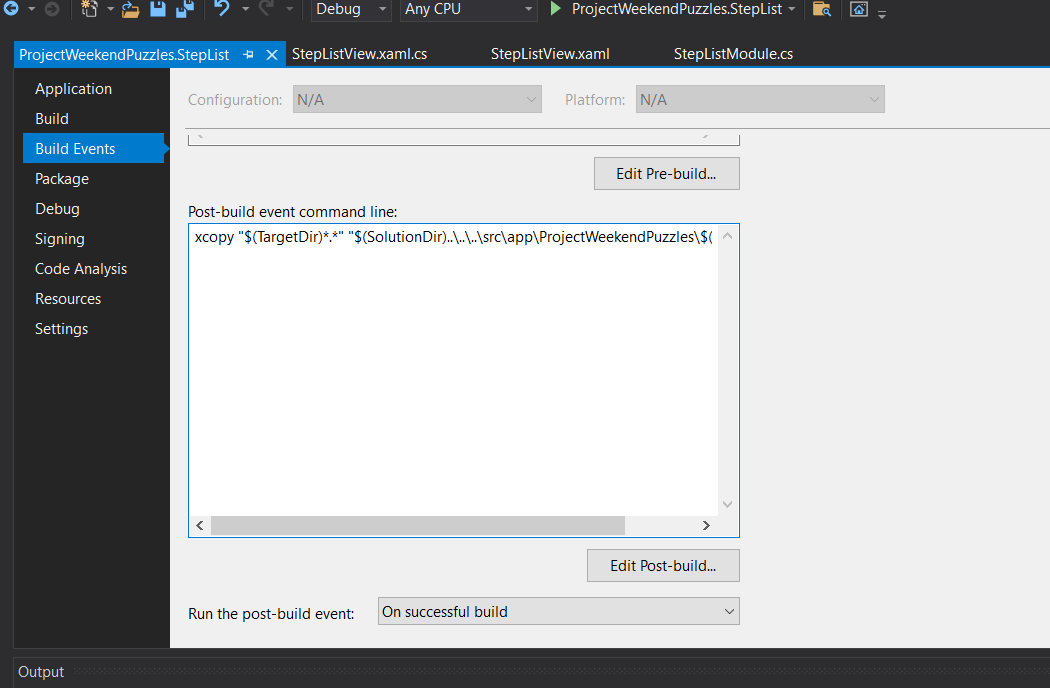 Debug Any CPU ProjectWeekendPuzzles.StepList
ProjectWeekendPuzzles.StepList StepListView.xaml.cs StepListView.xaml StepListModule.cs
Application
Build
Build Events
Package
Debug
Signing
Code Analysis
Resources
Settings
Configuration: N/A Platform: N/A
Edit Pre-build...
Post-build event command line:
xcopy "$(TargetDir)*.*" "$(SolutionDir)..\..\..\src\app\ProjectWeekendPuzzles\$(
Edit Post-build...
Run the post-build event: On successful build
Output